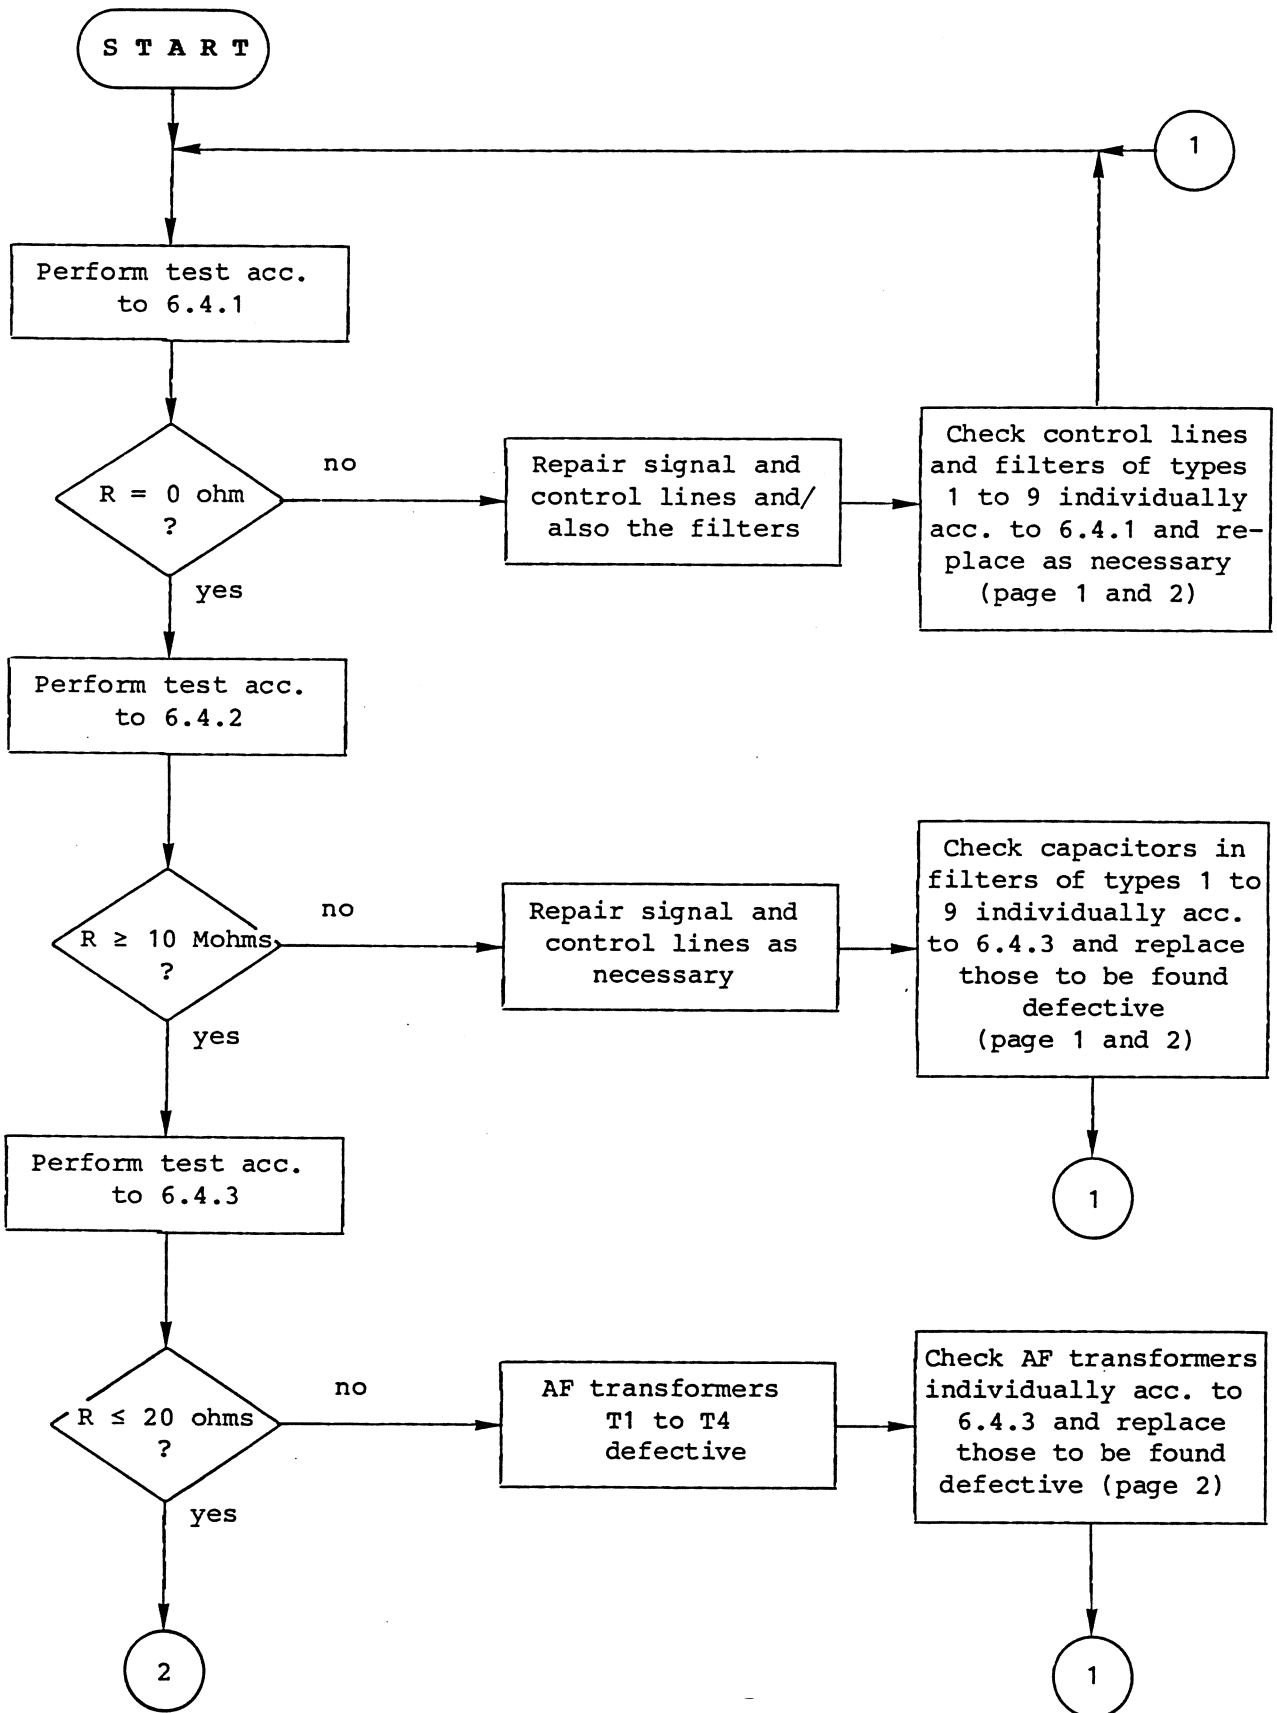 S T A R T
1
Perform test acc.
to 6.4.1
R = 0 ohm
?
no
yes
Repair signal and
control lines and/
also the filters
Check control lines
and filters of types
1 to 9 individually
acc. to 6.4.1 and re-
place as necessary
(page 1 and 2)
Perform test acc.
to 6.4.2
R ≥ 10 Mohms
?
no
yes
Repair signal and
control lines as
necessary
Check capacitors in
filters of types 1 to
9 individually acc.
to 6.4.3 and replace
those to be found
defective
(page 1 and 2)
1
Perform test acc.
to 6.4.3
R ≤ 20 ohms
?
no
yes
AF transformers
T1 to T4
defective
Check AF transformers
individually acc. to
6.4.3 and replace
those to be found
defective (page 2)
2
1